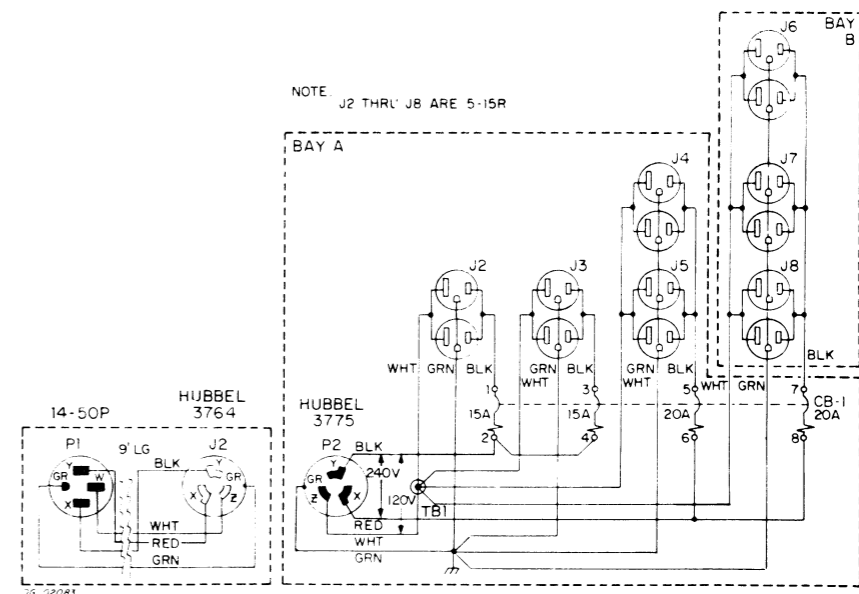 NOTE.
J2 THRU' J8 ARE 5-15R
BAY B
J6
J7
J8
BLK
BAY A
J4
J5
J2
J3
WHT GRN BLK
GRN BLK
WHT
GRN BLK
WHT
WHT GRN
1
15A
2
3
15A
4
5
20A
6
7
CB-1
20A
8
14-50P
HUBBEL
3764
P1
9' LG
J2
Y
GR
W
X
BLK
Y
GR
X
Z
WHT
RED
GRN
HUBBEL
3775
P2
BLK
Y
GR
Z
X
240V
120V
TB1
RED
WHT
GRN